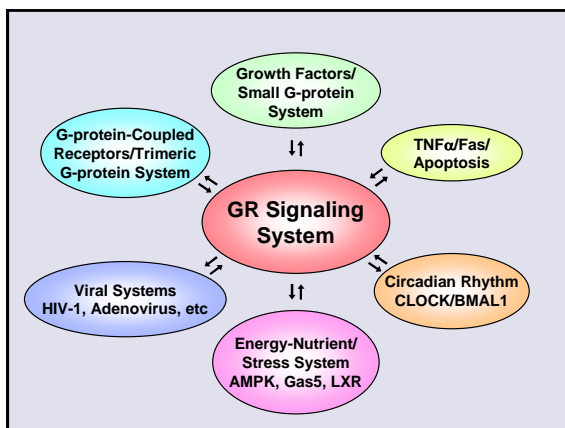 Growth Factors/
Small G-protein
System
G-protein-Coupled
Receptors/Trimeric
G-protein System
TNFα/Fas/
Apoptosis
GR Signaling
System
Viral Systems
HIV-1, Adenovirus, etc
Circadian Rhythm
CLOCK/BMAL1
Energy-Nutrient/
Stress System
AMPK, Gas5, LXR